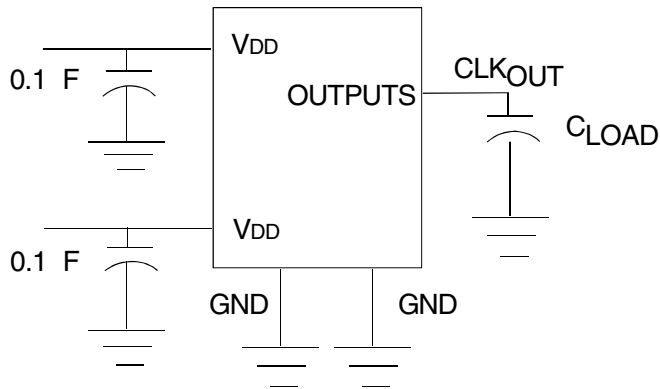 VDD
CLKOUT
0.1 F
OUTPUTS
CLOAD
VDD
0.1 F
GND
GND